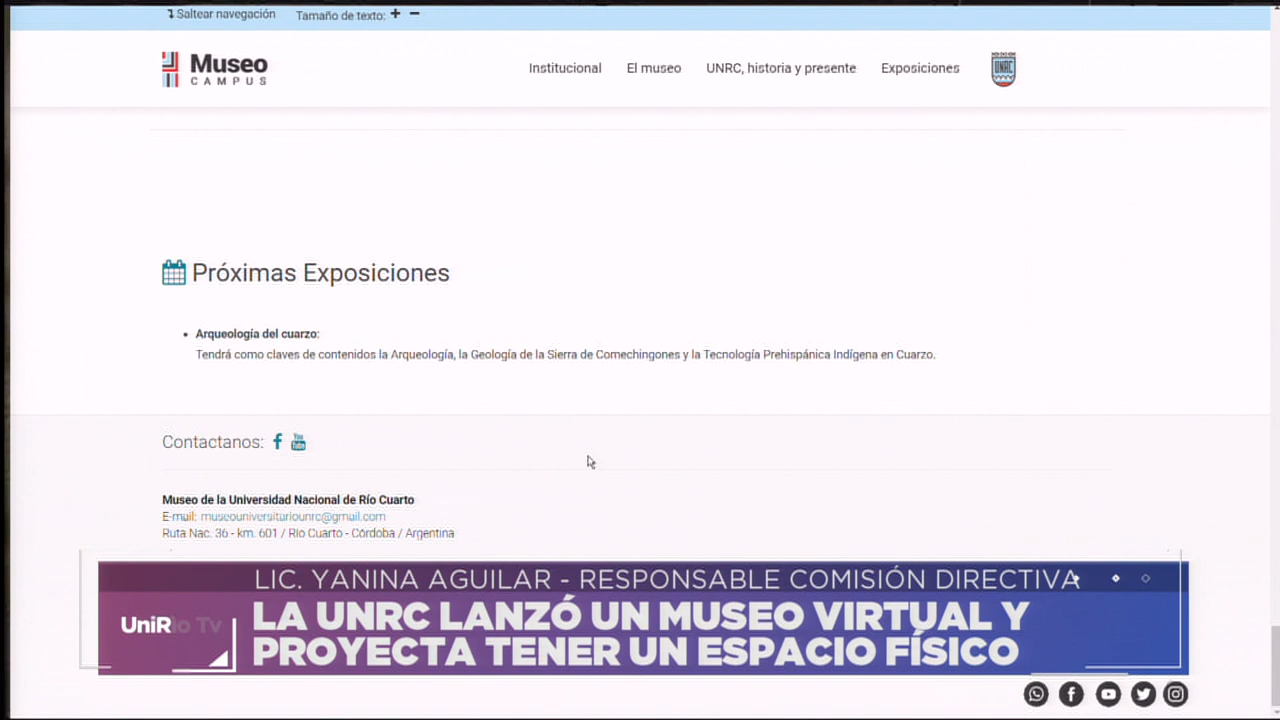 Saltear navegación Tamaño de texto: + −
Museo
CAMPUS
Institucional El museo UNRC, historia y presente Exposiciones
UNRC
Próximas Exposiciones
• Arqueología del cuarzo:
Tendrá como claves de contenidos la Arqueología, la Geología de la Sierra de Comechingones y la Tecnología Prehispánica Indígena en Cuarzo.
Contactanos:
You Tube
Museo de la Universidad Nacional de Río Cuarto
E-mail: museouniversitariounrc@gmail.com
Ruta Nac. 36 - km. 601 / Río Cuarto - Córdoba / Argentina
LIC. YANINA AGUILAR - RESPONSABLE COMISIÓN DIRECTIVA
UniRío Tv
LA UNRC LANZÓ UN MUSEO VIRTUAL Y
PROYECTA TENER UN ESPACIO FÍSICO